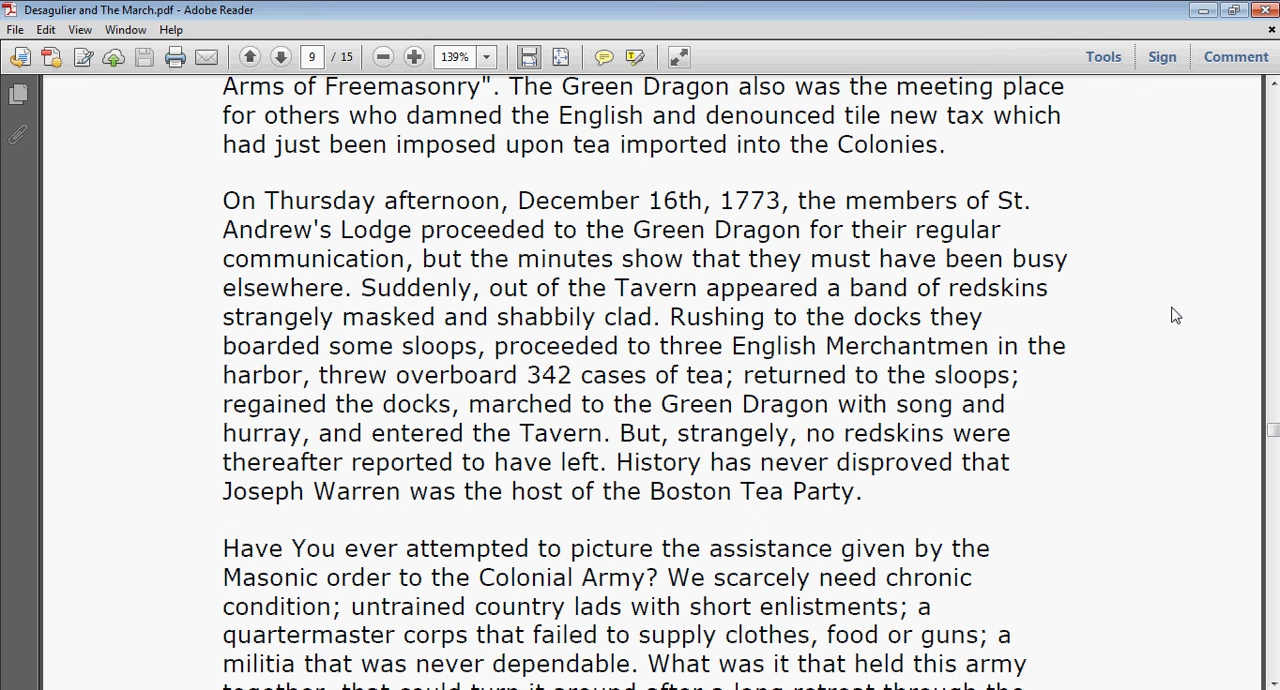 Desagulier and The March.pdf - Adobe Reader
File Edit View Window Help
9 / 15 139% Tools Sign Comment
Arms of Freemasonry". The Green Dragon also was the meeting place
for others who damned the English and denounced tile new tax which
had just been imposed upon tea imported into the Colonies.
On Thursday afternoon, December 16th, 1773, the members of St.
Andrew's Lodge proceeded to the Green Dragon for their regular
communication, but the minutes show that they must have been busy
elsewhere. Suddenly, out of the Tavern appeared a band of redskins
strangely masked and shabbily clad. Rushing to the docks they
boarded some sloops, proceeded to three English Merchantmen in the
harbor, threw overboard 342 cases of tea; returned to the sloops;
regained the docks, marched to the Green Dragon with song and
hurray, and entered the Tavern. But, strangely, no redskins were
thereafter reported to have left. History has never disproved that
Joseph Warren was the host of the Boston Tea Party.
Have You ever attempted to picture the assistance given by the
Masonic order to the Colonial Army? We scarcely need chronic
condition; untrained country lads with short enlistments; a
quartermaster corps that failed to supply clothes, food or guns; a
militia that was never dependable. What was it that held this army
together, that could turn it around after a long retreat through the